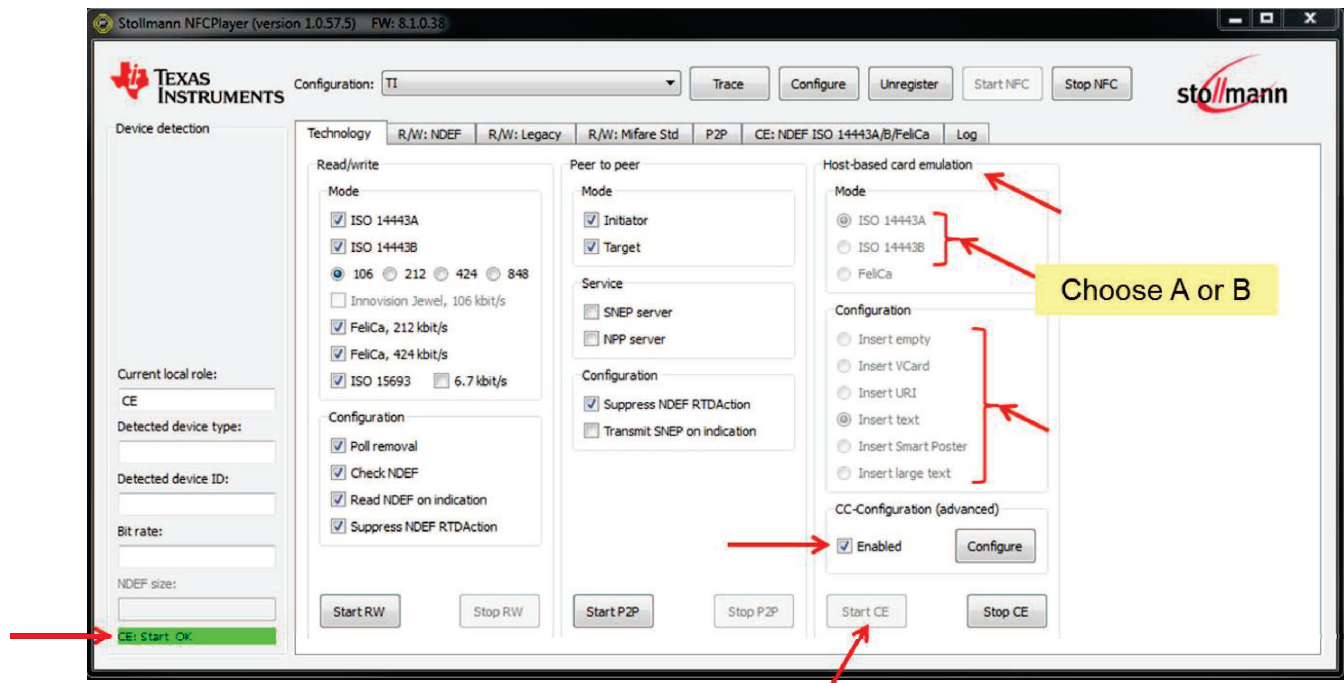 Stollmann NFCPlayer (version 1.0.57.5) FW: 8.1.0.38
TEXAS
INSTRUMENTS
Configuration: TI Trace Configure Unregister Start NFC Stop NFC
stollmann
Device detection
Current local role:
CE
Detected device type:
Detected device ID:
Bit rate:
NDEF size:
CE: Start OK
Technology R/W: NDEF R/W: Legacy R/W: Mifare Std P2P CE: NDEF ISO 14443A/B/FeliCa Log
Read/write
Mode
ISO 14443A
ISO 14443B
106 212 424 848
Innovision Jewel, 106 kbit/s
FeliCa, 212 kbit/s
FeliCa, 424 kbit/s
ISO 15693 6.7 kbit/s
Configuration
Poll removal
Check NDEF
Read NDEF on indication
Suppress NDEF RTDAction
Start RW Stop RW
Peer to peer
Mode
Initiator
Target
Service
SNEP server
NPP server
Configuration
Suppress NDEF RTDAction
Transmit SNEP on indication
Start P2P Stop P2P
Host-based card emulation
Mode
ISO 14443A
ISO 14443B
FeliCa
Choose A or B
Configuration
Insert empty
Insert VCard
Insert URI
Insert text
Insert Smart Poster
Insert large text
CC-Configuration (advanced)
Enabled Configure
Start CE Stop CE